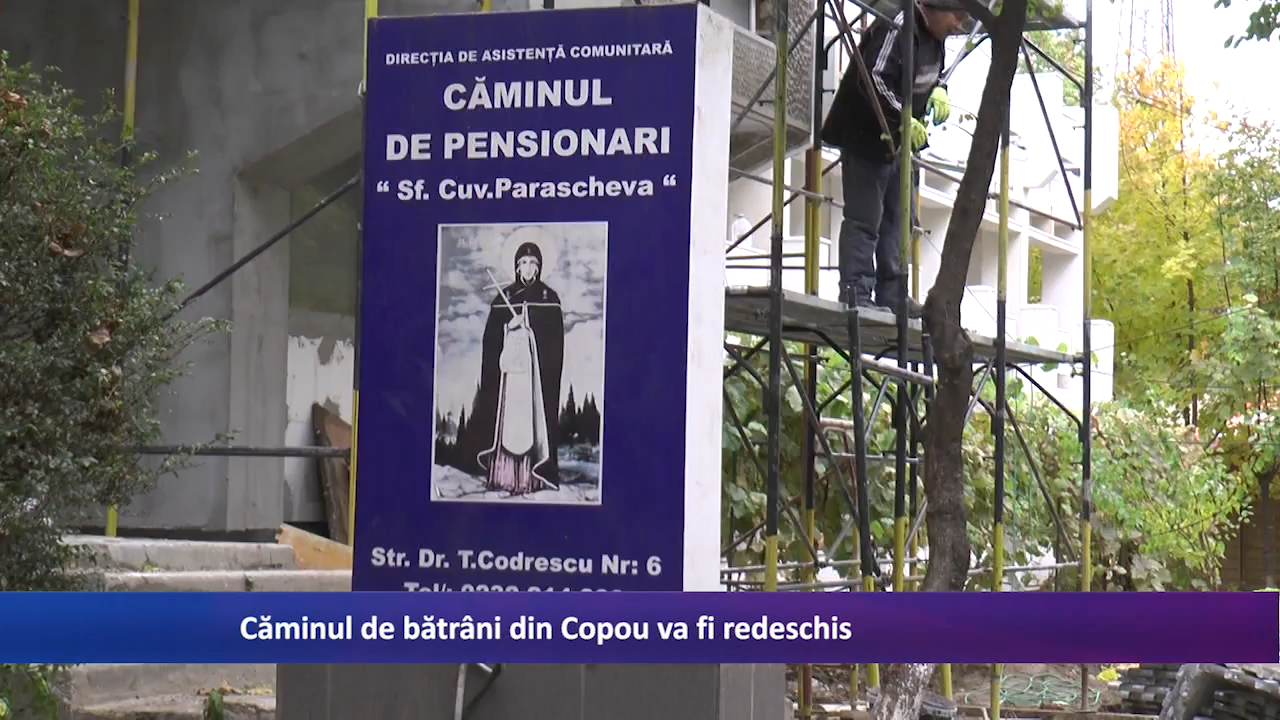 DIRECȚIA DE ASISTENȚĂ COMUNITARĂ
CĂMINUL
DE PENSIONARI
“ Sf. Cuv.Parascheva “
Str. Dr. T.Codrescu Nr: 6
Căminul de bătrâni din Copou va fi redeschis